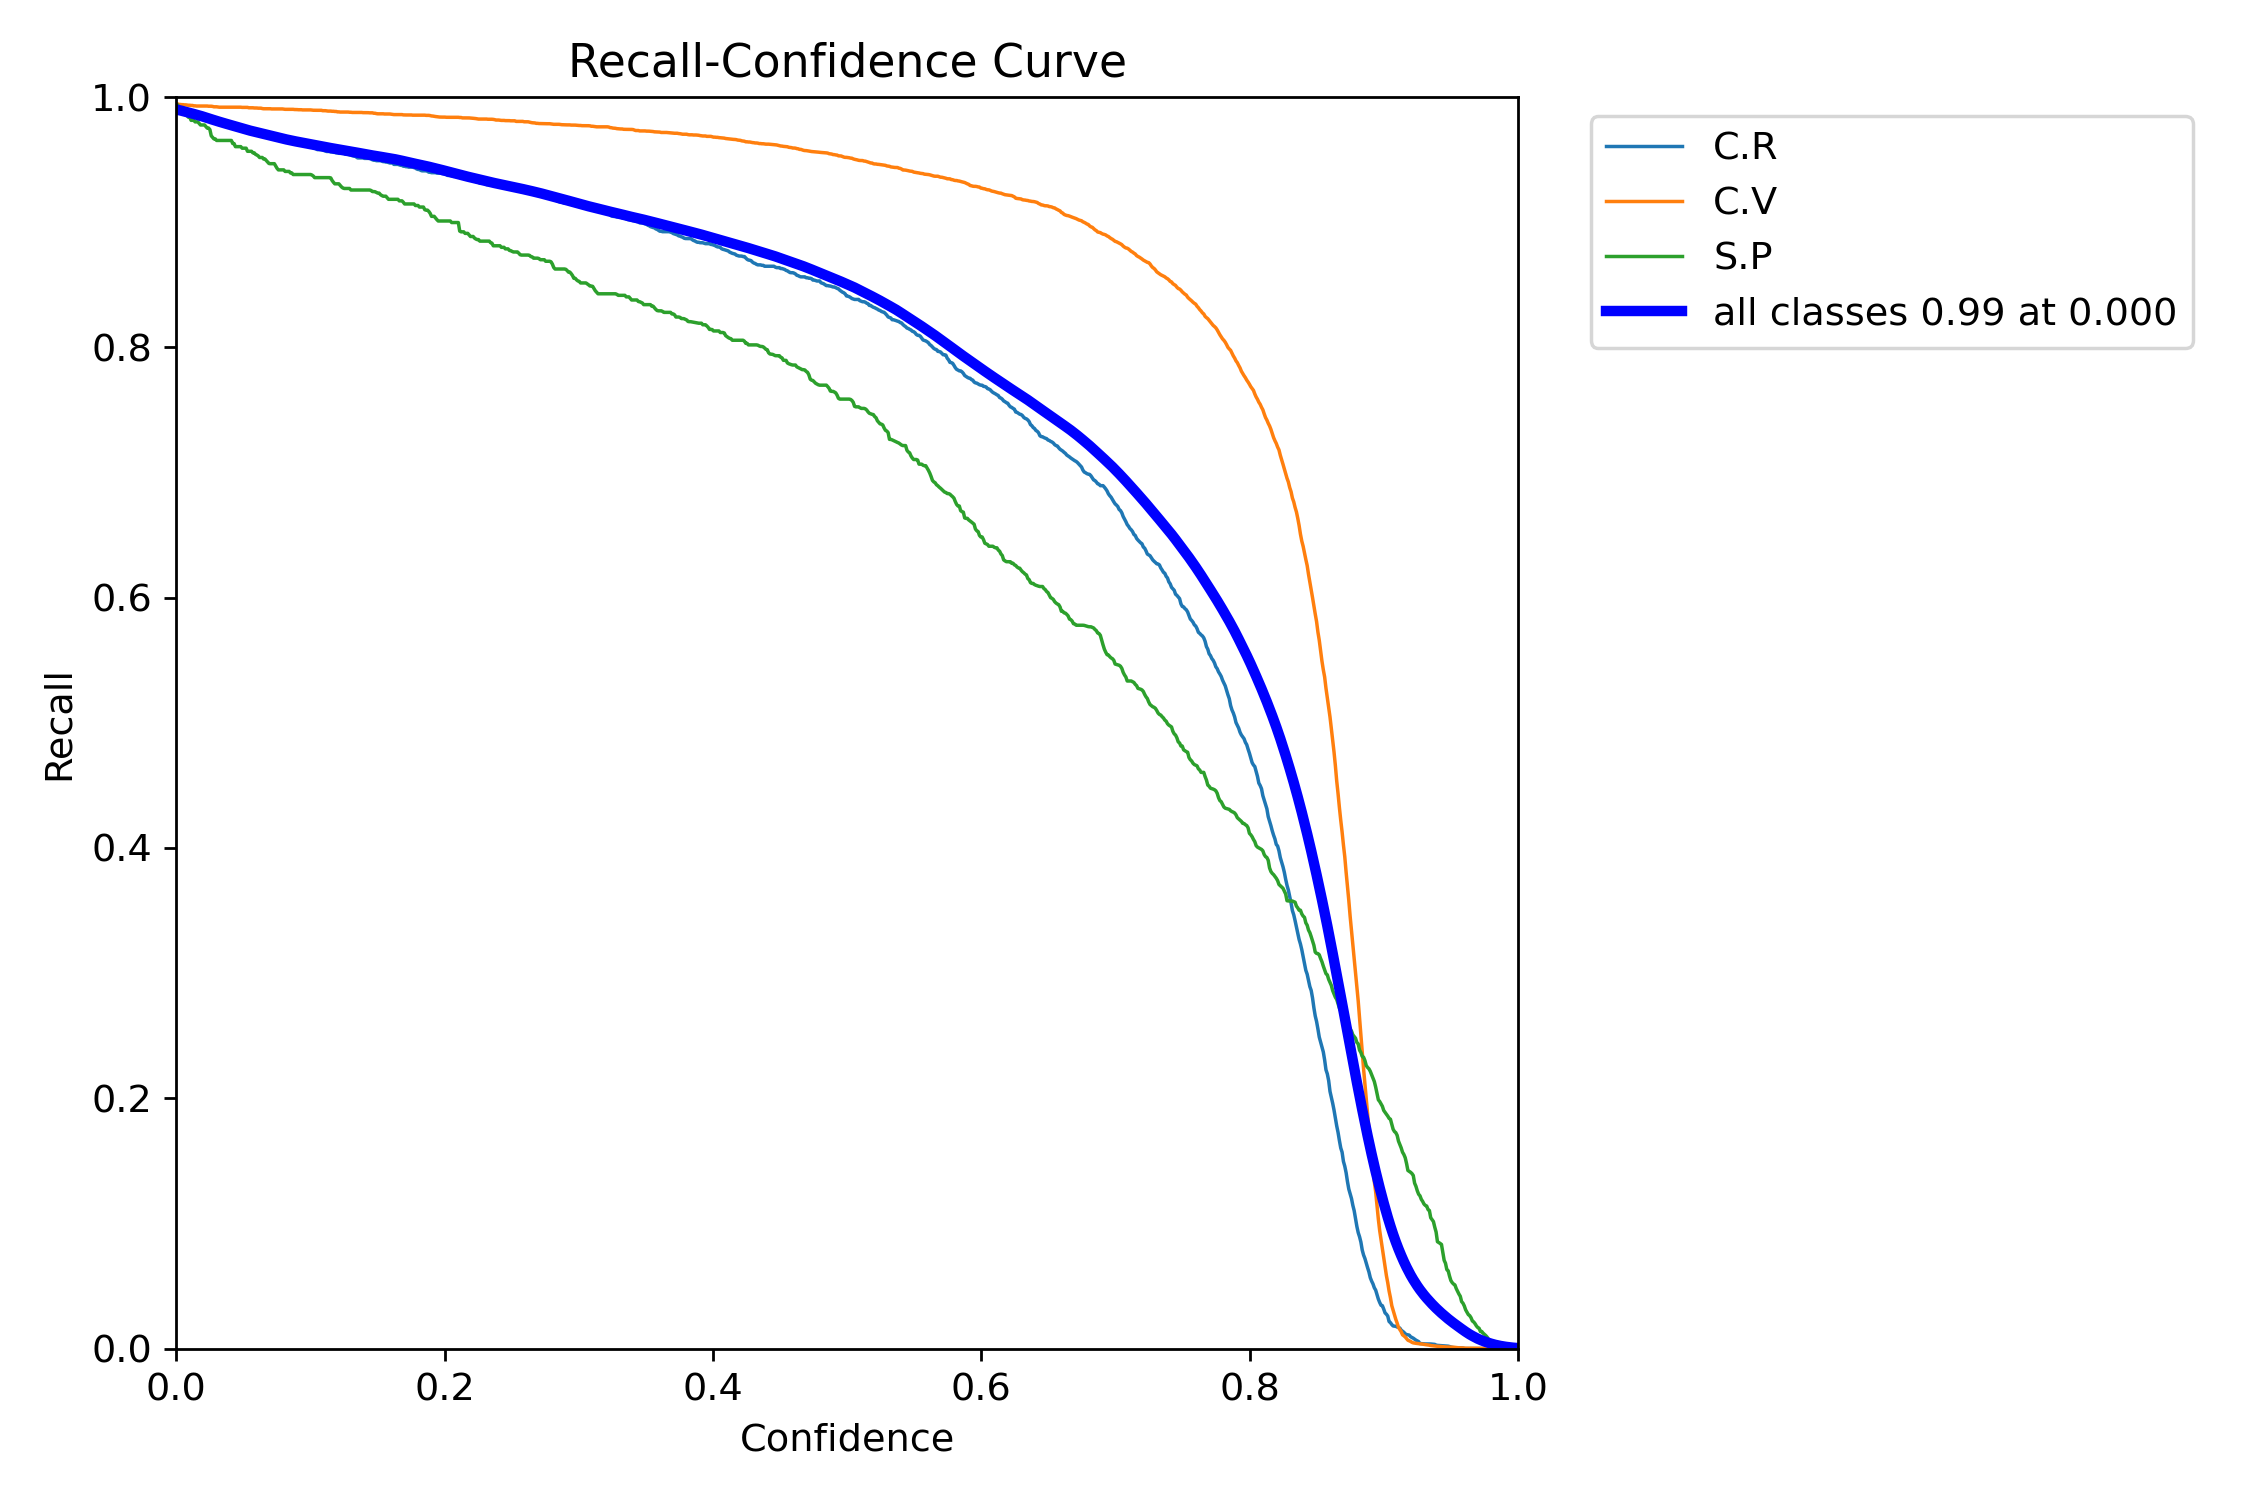 Recall-Confidence Curve
1.0
0.8
0.6
0.4
0.2
0.0
Recall
0.0 0.2 0.4 0.6 0.8 1.0
Confidence
C.R
C.V
S.P
all classes 0.99 at 0.000